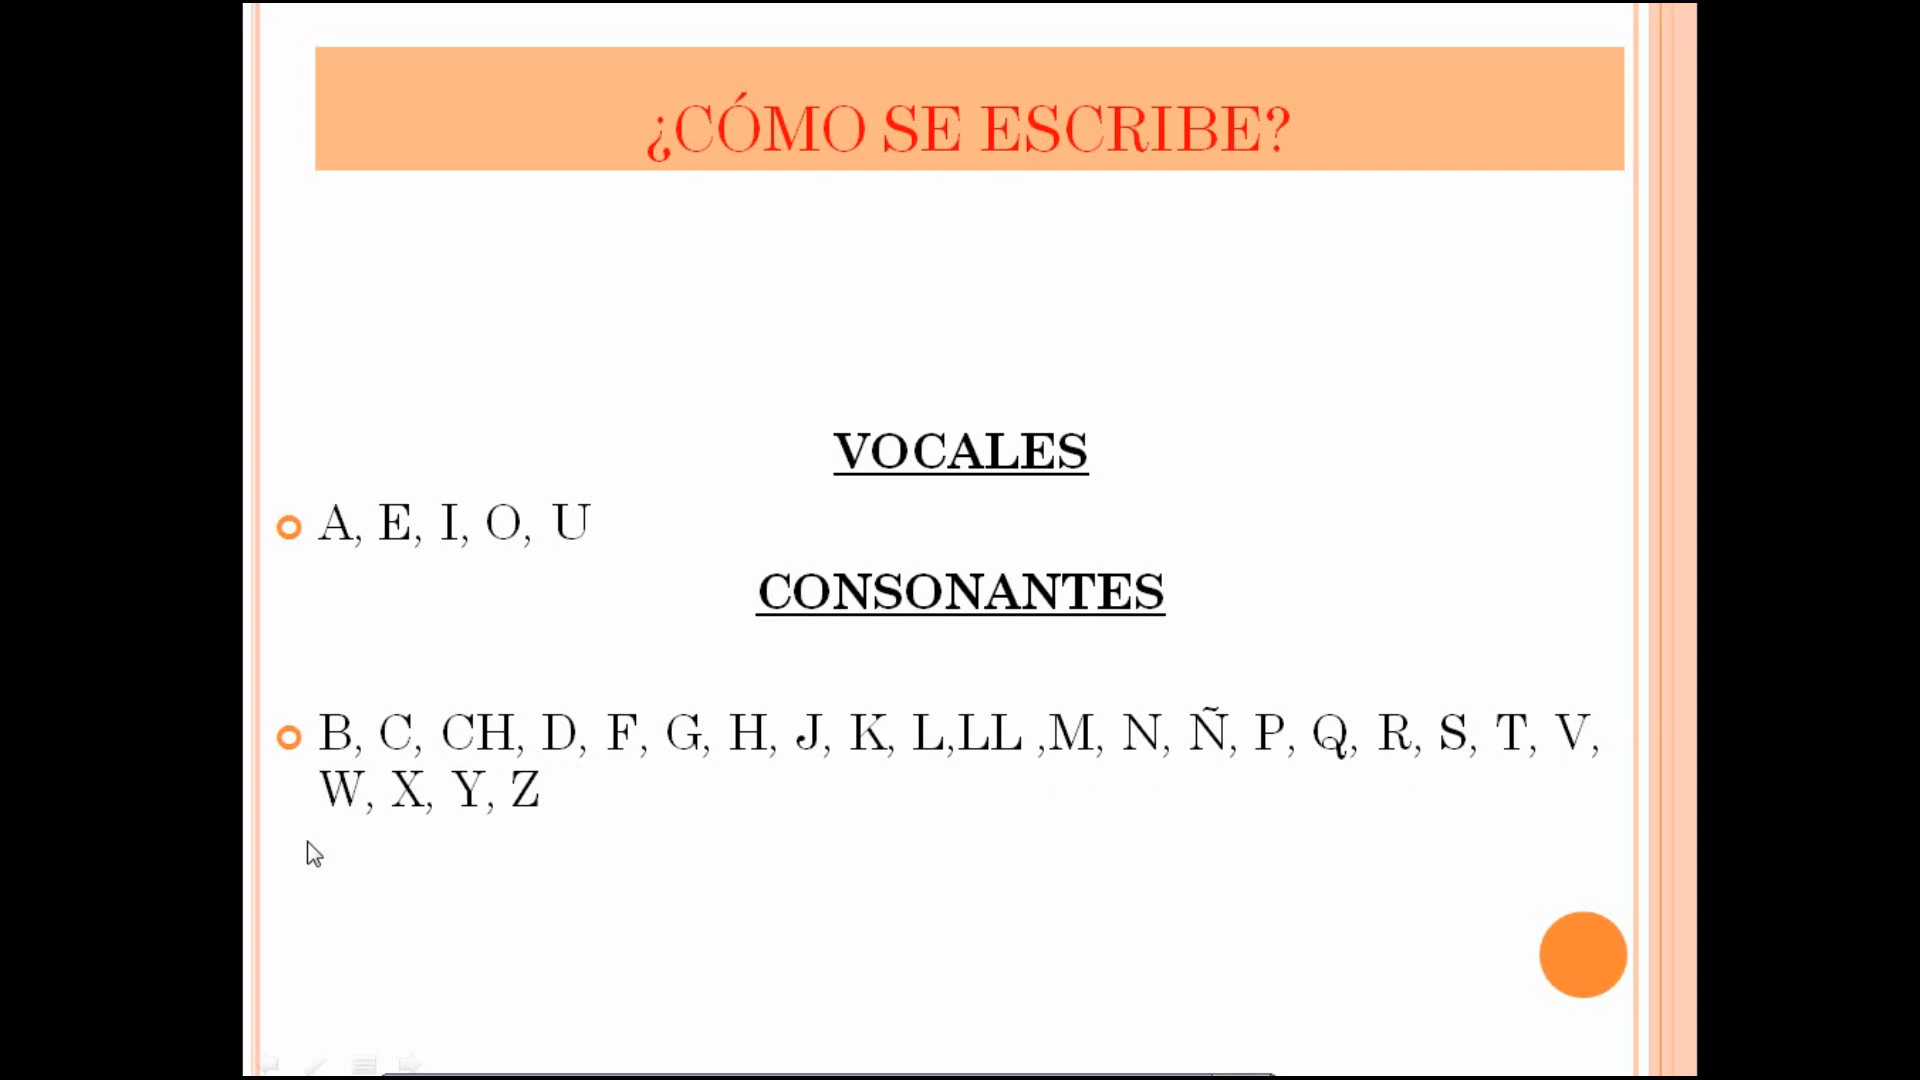 ¿CÓMO SE ESCRIBE?
VOCALES
A, E, I, O, U
CONSONANTES
B, C, CH, D, F, G, H, J, K, L,LL ,M, N, Ñ, P, Q, R, S, T, V,
W, X, Y, Z